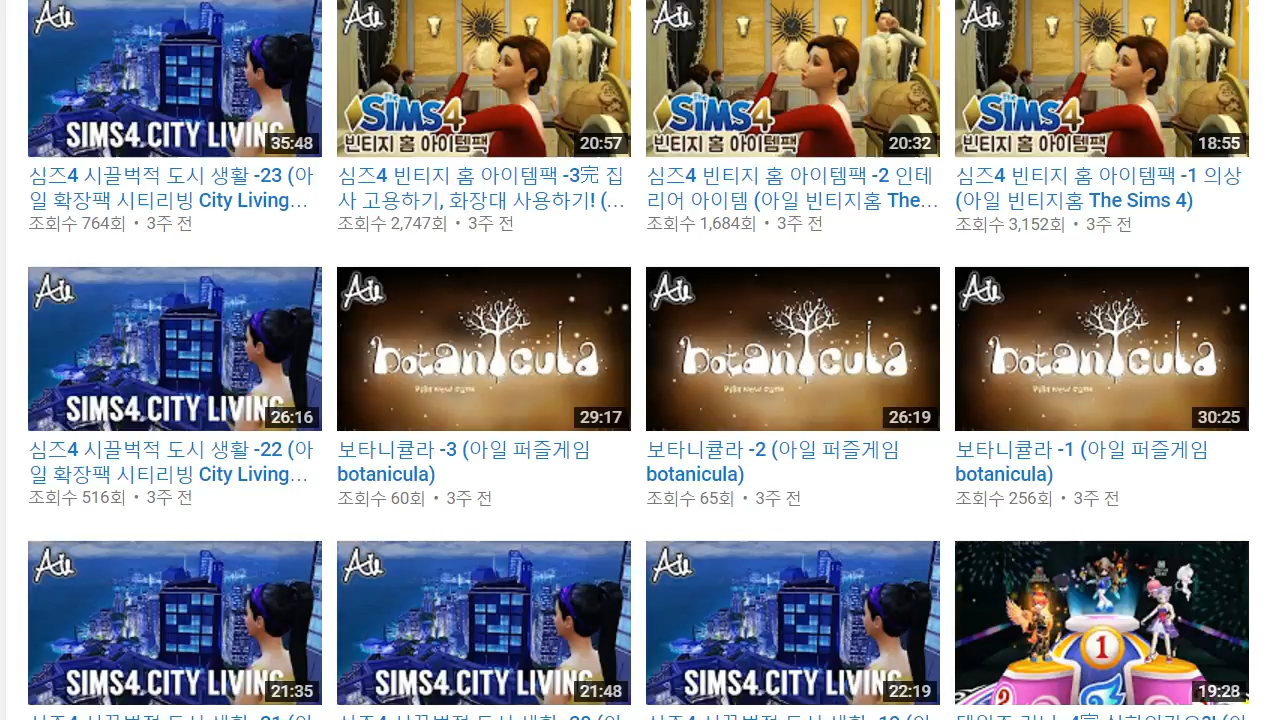 SIMS4.CITY LIVING
35:48
The
SIMS4
빈티지 홈 아이템팩
20:57
The
SIMS4
빈티지 홈 아이템팩
20:32
The
SIMS4
빈티지 홈 아이템팩
18:55
심즈4 시끌벅적 도시 생활 -23 (아
일 확장팩 시티리빙 City Living...
조회수 764회 • 3주 전
심즈4 빈티지 홈 아이템팩 -3完 집
사 고용하기, 화장대 사용하기! (...
조회수 2,747회 • 3주 전
심즈4 빈티지 홈 아이템팩 -2 인테
리어 아이템 (아일 빈티지홈 The...
조회수 1,684회 • 3주 전
심즈4 빈티지 홈 아이템팩 -1 의상
(아일 빈티지홈 The Sims 4)
조회수 3,152회 • 3주 전
SIMS4.CITY LIVING
26:16
botanicula
29:17
botanicula
26:19
botanicula
30:25
심즈4 시끌벅적 도시 생활 -22 (아
일 확장팩 시티리빙 City Living...
조회수 516회 • 3주 전
보타니큘라 -3 (아일 퍼즐게임
botanicula)
조회수 60회 • 3주 전
보타니큘라 -2 (아일 퍼즐게임
botanicula)
조회수 65회 • 3주 전
보타니큘라 -1 (아일 퍼즐게임
botanicula)
조회수 256회 • 3주 전
SIMS4.CITY LIVING
21:35
SIMS4.CITY LIVING
21:48
SIMS4.CITY LIVING
22:19
1
2
19:28